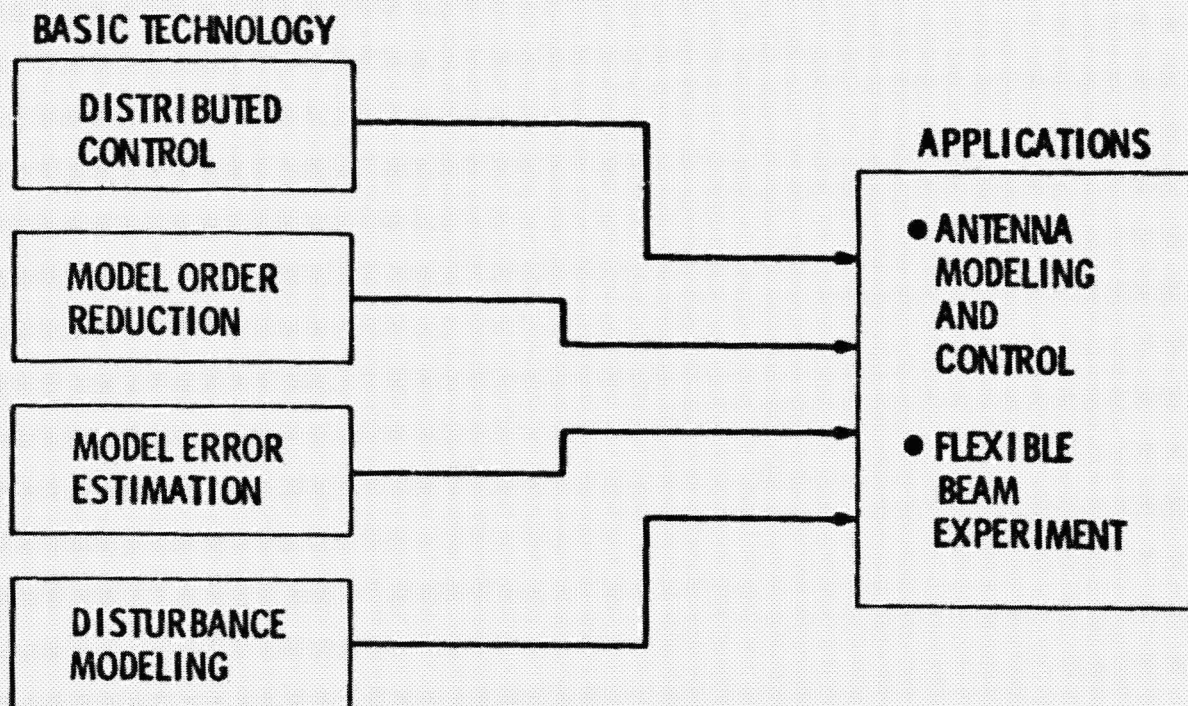 BASIC TECHNOLOGY
DISTRIBUTED
CONTROL
MODEL ORDER
REDUCTION
MODEL ERROR
ESTIMATION
DISTURBANCE
MODELING
APPLICATIONS
● ANTENNA
MODELING
AND
CONTROL
● FLEXIBLE
BEAM
EXPERIMENT